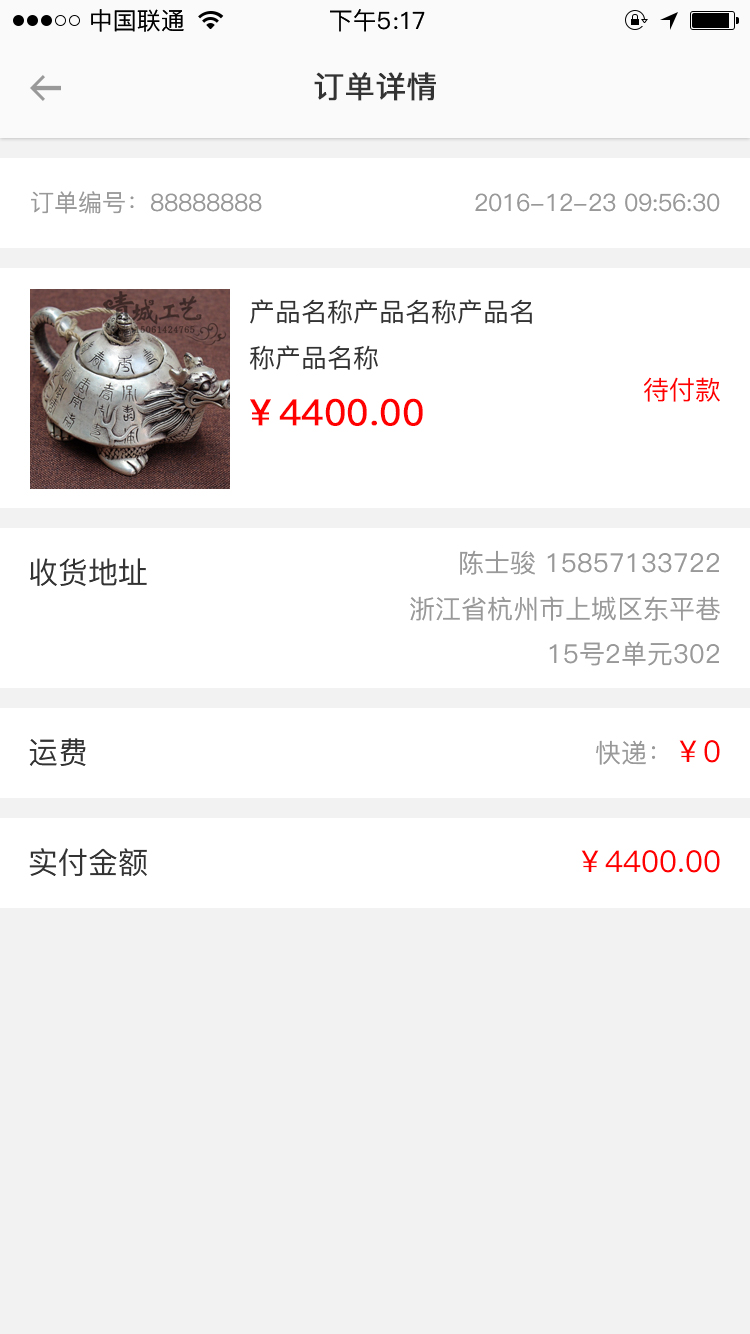 中国联通 下午5:17
订单详情
订单编号：88888888 2016-12-23 09:56:30
晴城工艺
产品名称产品名称产品名
称产品名称
¥4400.00
待付款
收货地址
陈士骏 15857133722
浙江省杭州市上城区东平巷
15号2单元302
运费 快递：¥0
实付金额 ¥4400.00